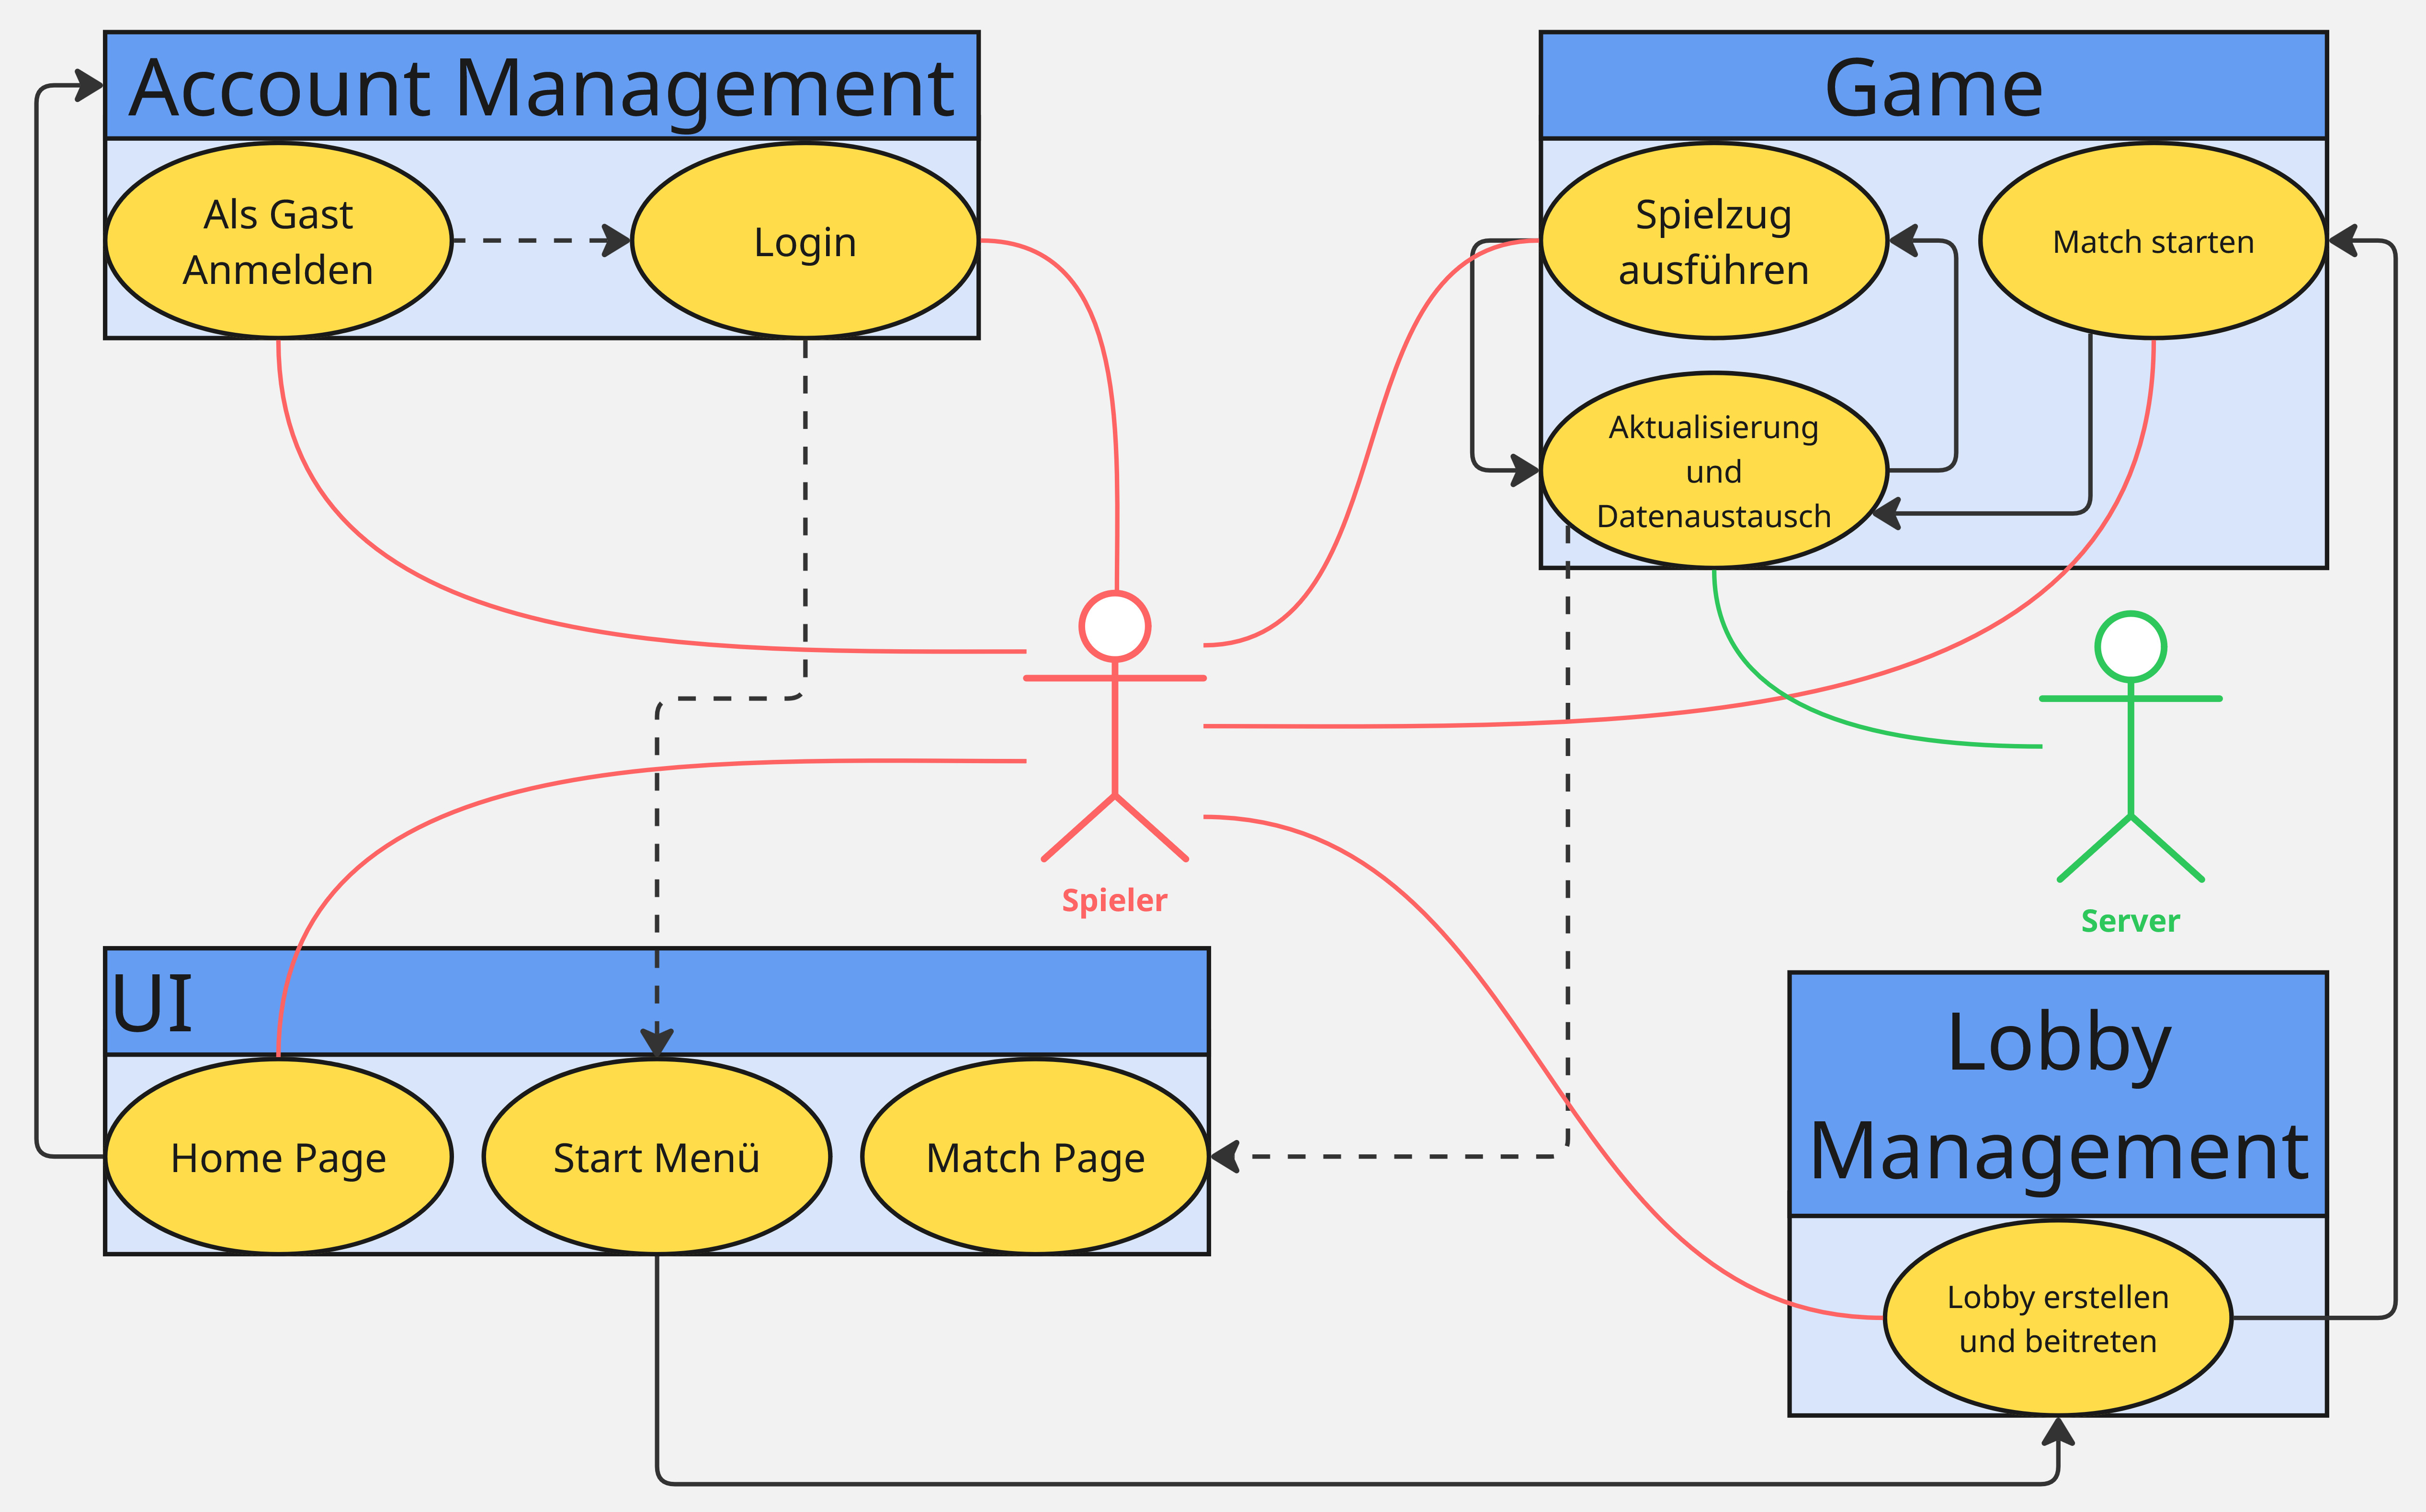 Account Management
Als Gast
Anmelden
Login
Game
Spielzug
ausführen
Match starten
Aktualisierung
und
Datenaustausch
Spieler
Server
UI
Home Page
Start Menü
Match Page
Lobby
Management
Lobby erstellen
und beitreten